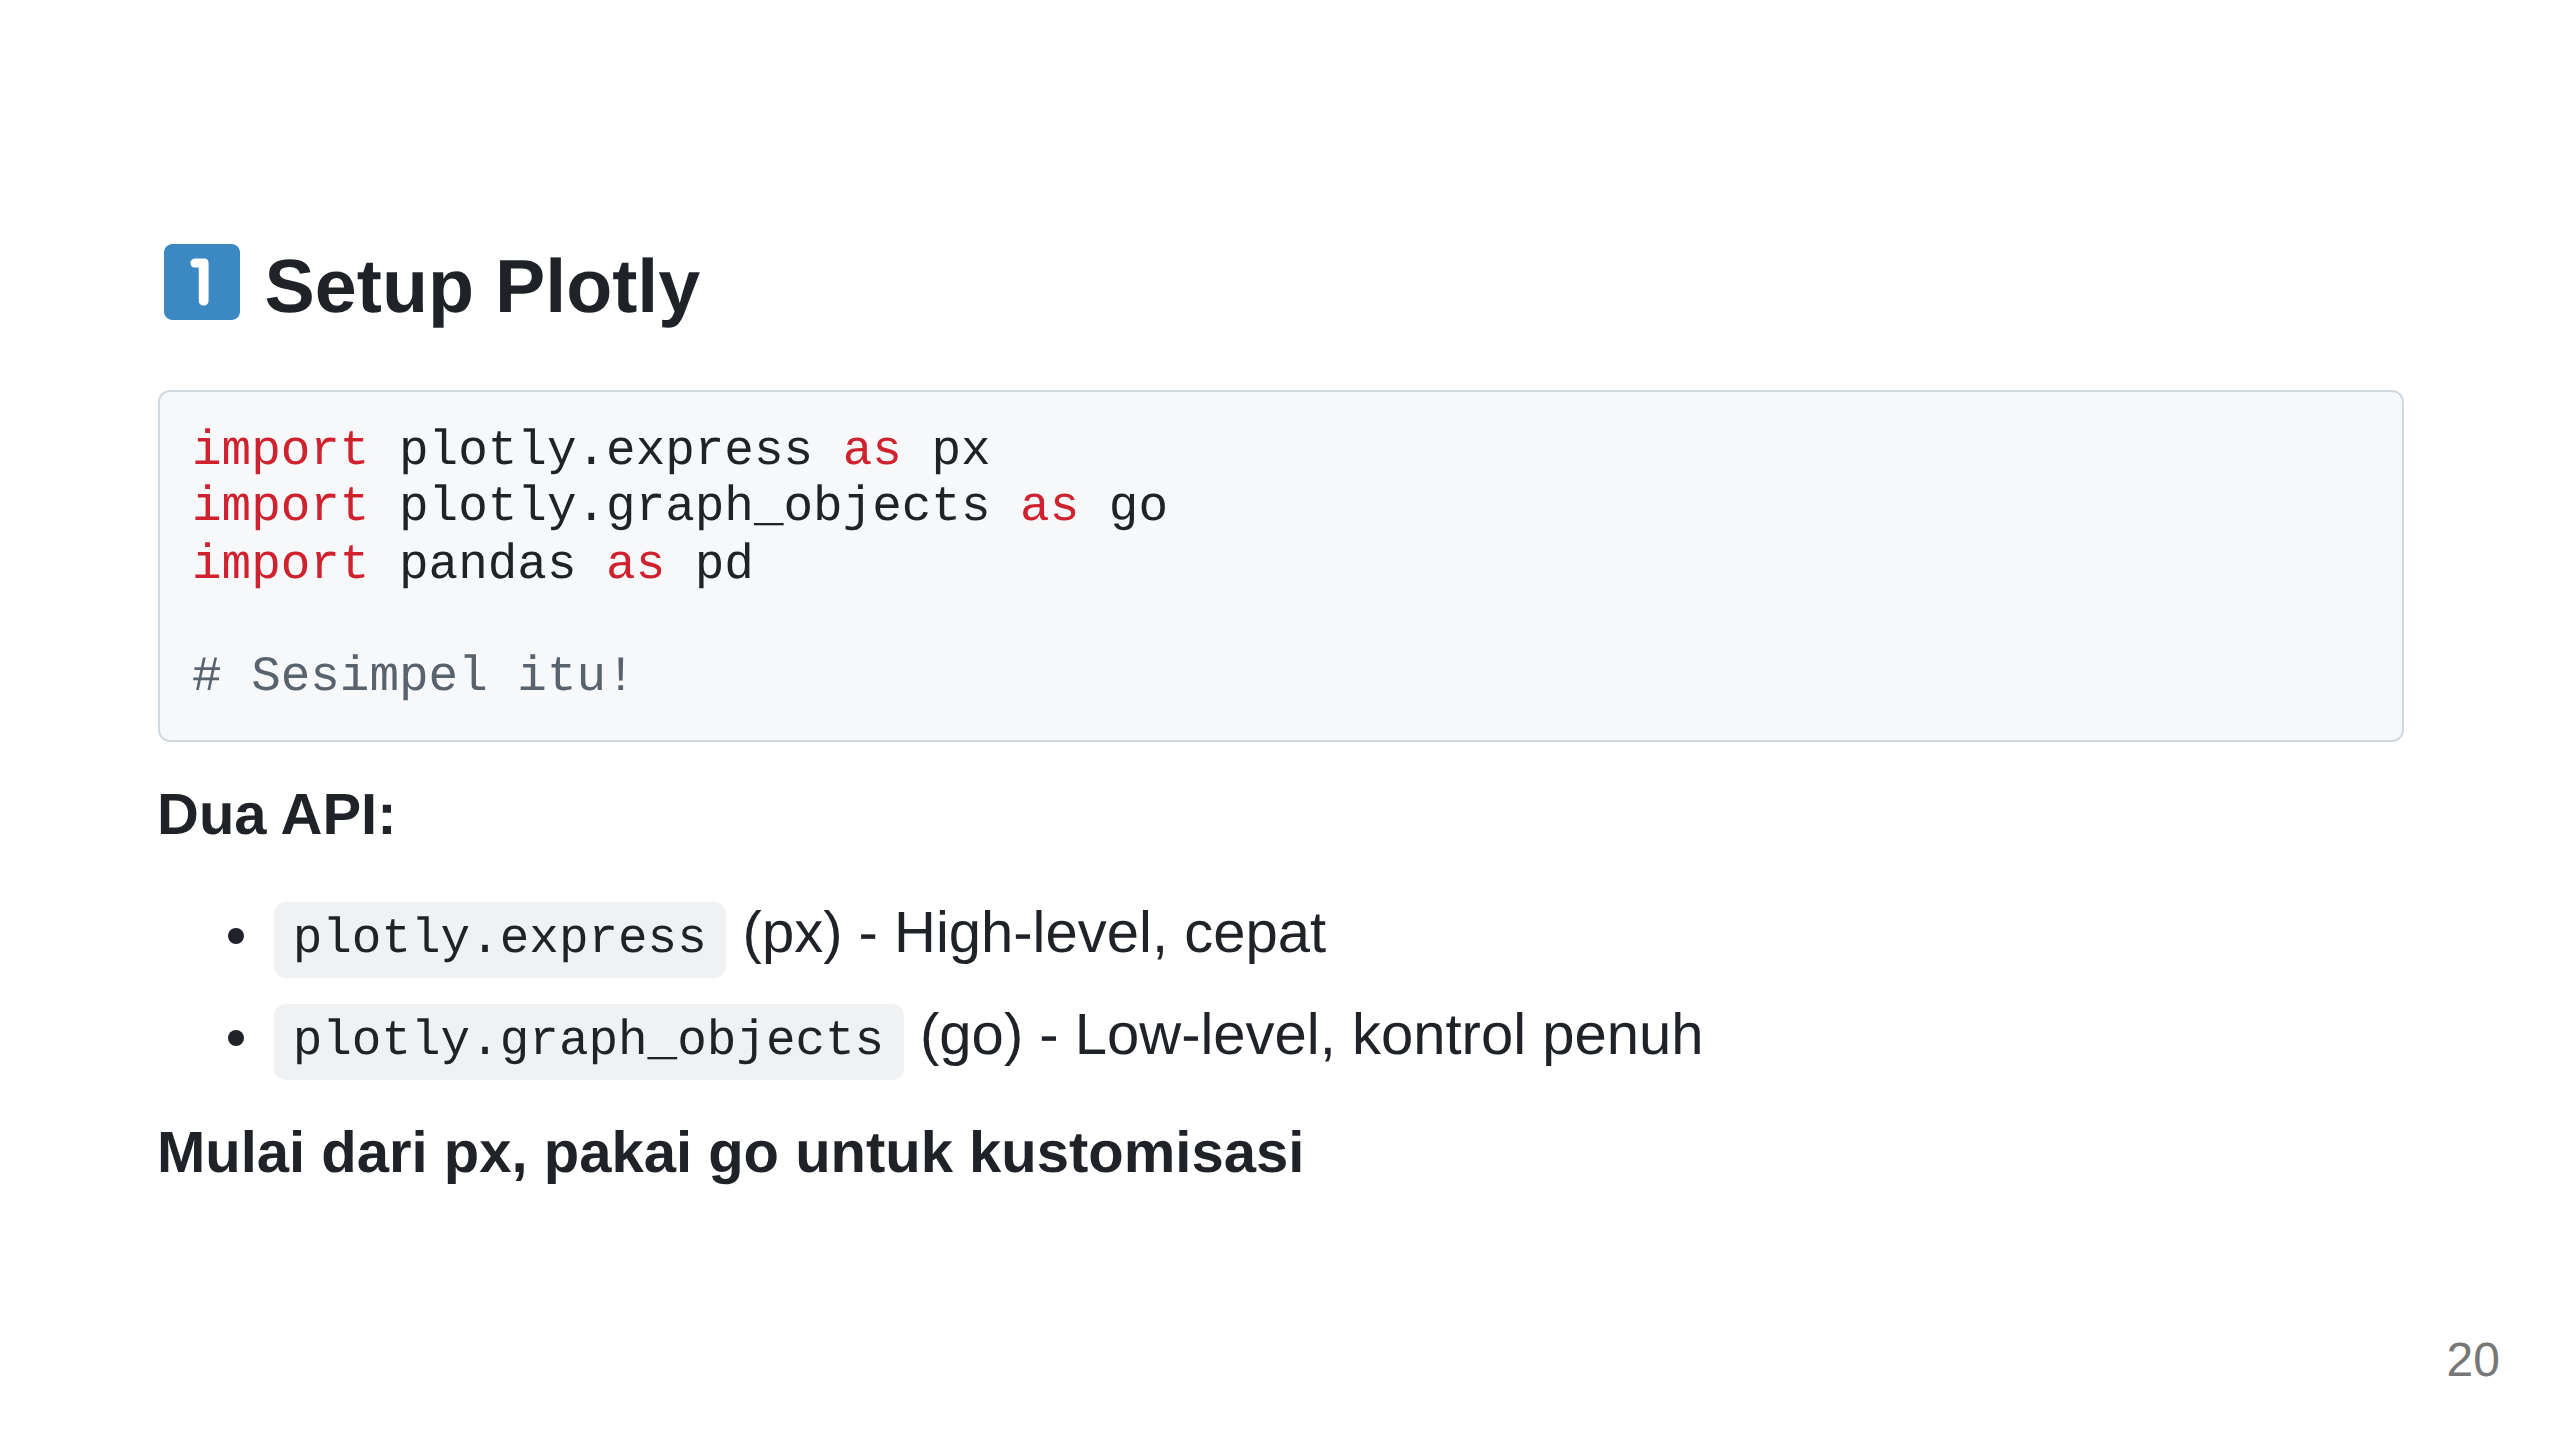 1 Setup Plotly
import plotly.express as px
import plotly.graph_objects as go
import pandas as pd
# Sesimpel itu!
Dua API:
• plotly.express (px) - High-level, cepat
• plotly.graph_objects (go) - Low-level, kontrol penuh
Mulai dari px, pakai go untuk kustomisasi
20